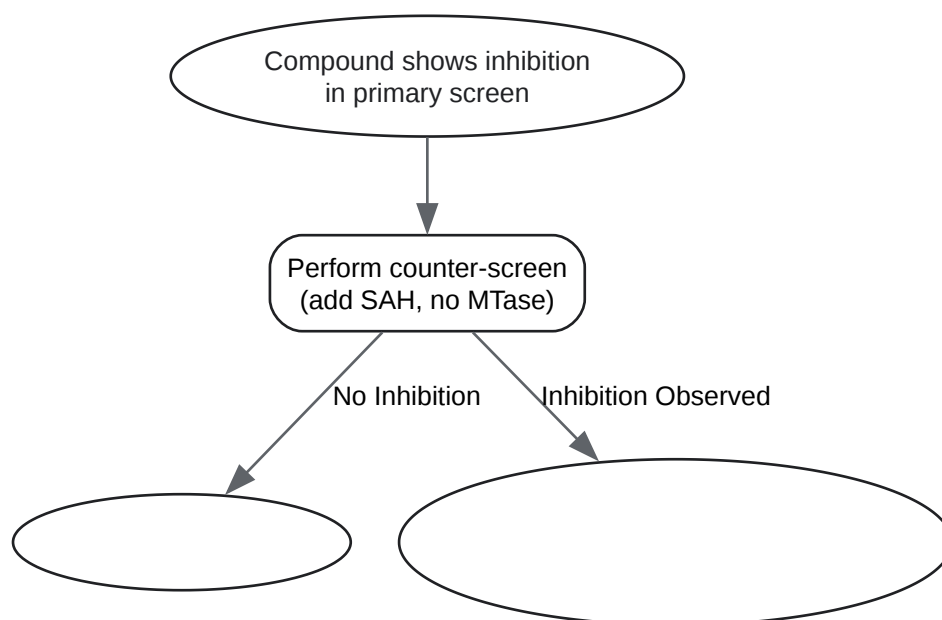 Compound shows inhibition
in primary screen
Perform counter-screen
(add SAH, no MTase)
No Inhibition
Inhibition Observed